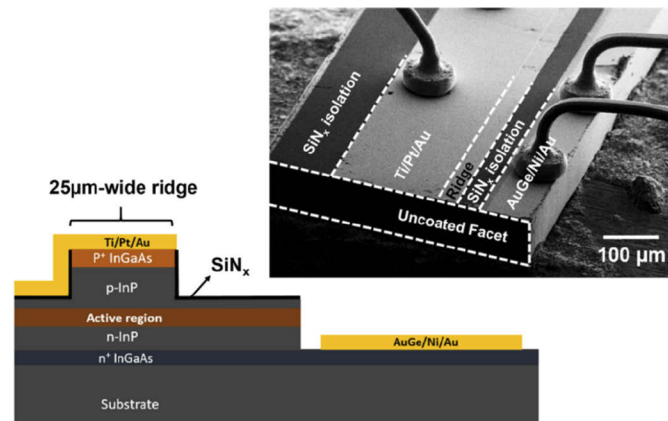 SiNₓ isolation
Ti/Pt/Au
Ridge
SiNₓ isolation
AuGe/Ni/Au
Uncoated Facet
100 μm
25μm-wide ridge
Ti/Pt/Au
P⁺ InGaAs
SiNₓ
p-InP
Active region
n-InP
AuGe/Ni/Au
n⁺ InGaAs
Substrate